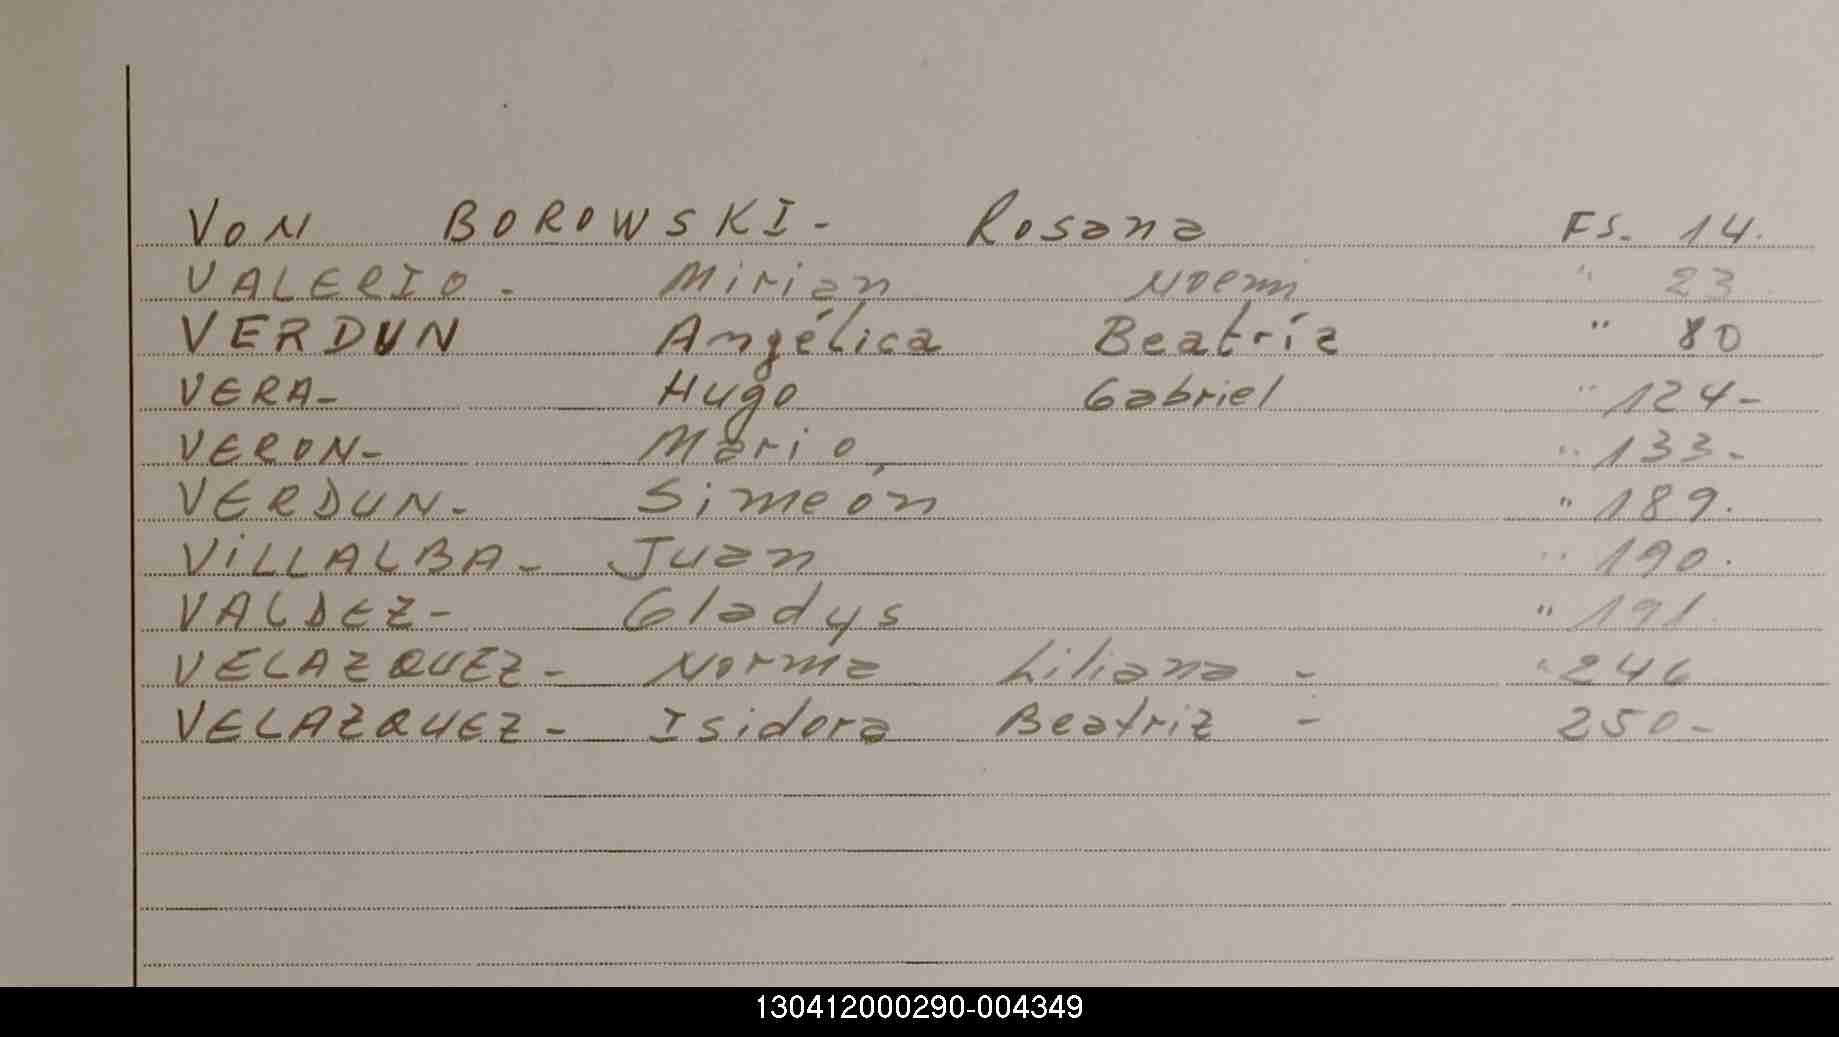 VON BOROWSKI- Rosana FS. 14.
VALERIO. - Mirian Noemi " 23
VERDUN Angélica Beatríz " 80
VERA- Hugo Gabriel " 124-
VERON- Mario " 133-
VERDUN- Simeón " 189.
VILLALBA- Juan " 190.
VALDEZ- Gladys " 191.
VELAZQUEZ- Norma Liliana - " 246
VELAZQUEZ- Isidora Beatriz - 250-
130412000290-004349